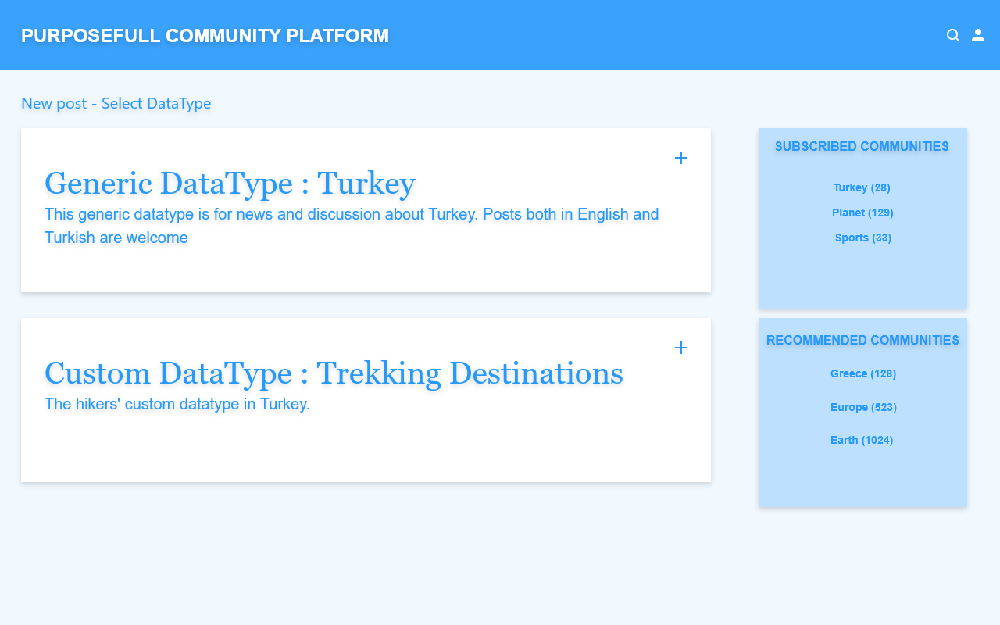 PURPOSEFULL COMMUNITY PLATFORM
New post - Select DataType
Generic DataType : Turkey
This generic datatype is for news and discussion about Turkey. Posts both in English and
Turkish are welcome
Custom DataType : Trekking Destinations
The hikers' custom datatype in Turkey.
SUBSCRIBED COMMUNITIES
Turkey (28)
Planet (129)
Sports (33)
RECOMMENDED COMMUNITIES
Greece (128)
Europe (523)
Earth (1024)